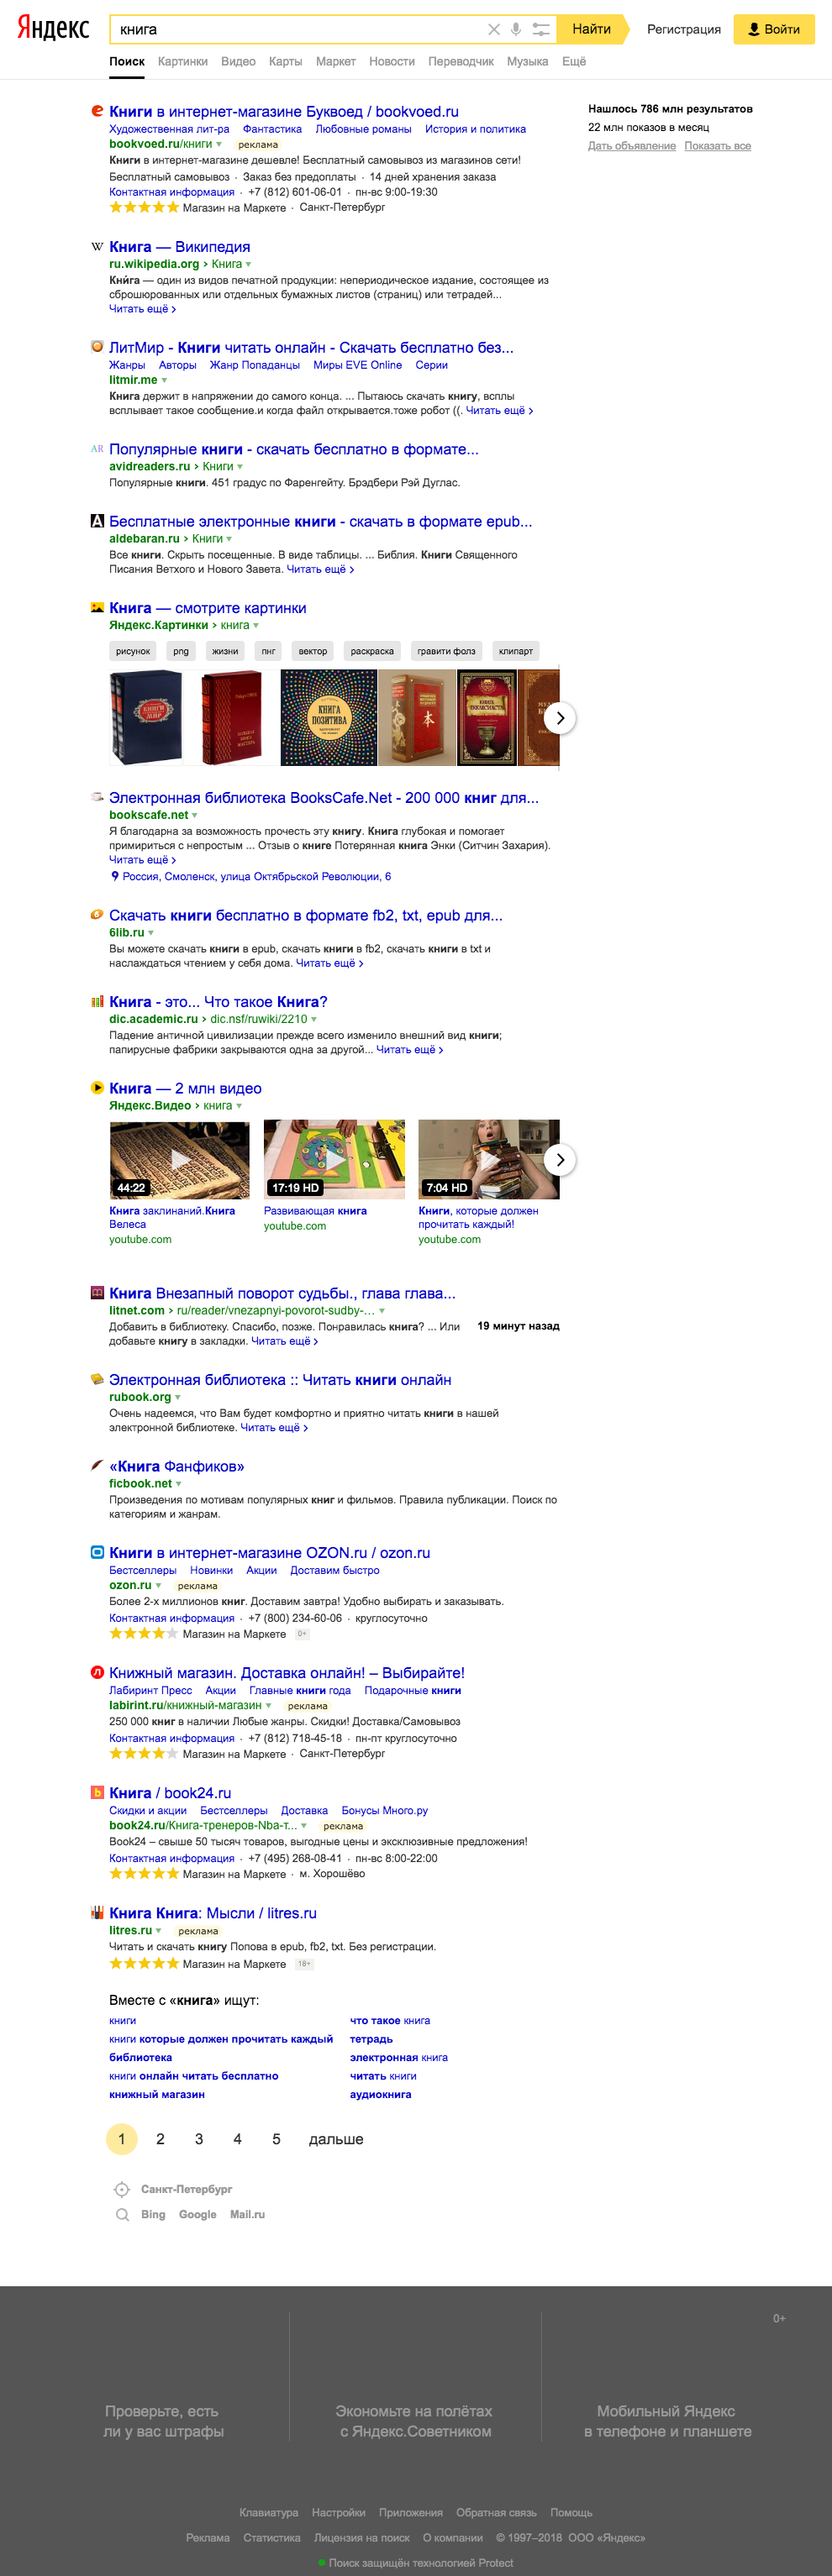 Яндекс
книга
Найти
Регистрация
Войти
Поиск Картинки Видео Карты Маркет Новости Переводчик Музыка Ещё
Нашлось 786 млн результатов
22 млн показов в месяц
Дать объявление Показать все
Книги в интернет-магазине Буквоед / bookvoed.ru
Художественная лит-ра Фантастика Любовные романы История и политика
bookvoed.ru/книги реклама
Книги в интернет-магазине дешевле! Бесплатный самовывоз из магазинов сети!
Бесплатный самовывоз · Заказ без предоплаты · 14 дней хранения заказа
Контактная информация · +7 (812) 601-06-01 · пн-вс 9:00-19:30
Магазин на Маркете · Санкт-Петербург
W Книга — Википедия
ru.wikipedia.org › Книга
Кни́га — один из видов печатной продукции: непериодическое издание, состоящее из
сброшюрованных или отдельных бумажных листов (страниц) или тетрадей...
Читать ещё ›
ЛитМир - Книги читать онлайн - Скачать бесплатно без...
Жанры Авторы Жанр Попаданцы Миры EVE Online Серии
litmir.me
Книга держит в напряжении до самого конца. ... Пытаюсь скачать книгу, всплы
всплывает такое сообщение.и когда файл открывается.тоже робот ((. Читать ещё ›
AR Популярные книги - скачать бесплатно в формате...
avidreaders.ru › Книги
Популярные книги. 451 градус по Фаренгейту. Брэдбери Рэй Дуглас.
A Бесплатные электронные книги - скачать в формате epub...
aldebaran.ru › Книги
Все книги. Скрыть посещенные. В виде таблицы. ... Библия. Книги Священного
Писания Ветхого и Нового Завета. Читать ещё ›
Книга — смотрите картинки
Яндекс.Картинки › книга
рисунок png жизни пнг вектор раскраска гравити фолз клипарт
КНИГА
ПОЗИТИВА
Электронная библиотека BooksCafe.Net - 200 000 книг для...
bookscafe.net
Я благодарна за возможность прочесть эту книгу. Книга глубокая и помогает
примириться с непростым ... Отзыв о книге Потерянная книга Энки (Ситчин Захария).
Читать ещё ›
Россия, Смоленск, улица Октябрьской Революции, 6
Скачать книги бесплатно в формате fb2, txt, epub для...
6lib.ru
Вы можете скачать книги в epub, скачать книги в fb2, скачать книги в txt и
наслаждаться чтением у себя дома. Читать ещё ›
Книга - это... Что такое Книга?
dic.academic.ru › dic.nsf/ruwiki/2210
Падение античной цивилизации прежде всего изменило внешний вид книги;
папирусные фабрики закрываются одна за другой... Читать ещё ›
Книга — 2 млн видео
Яндекс.Видео › книга
44:22 17:19 HD 7:04 HD
Книга заклинаний.Книга
Велеса
youtube.com
Развивающая книга
youtube.com
Книги, которые должен
прочитать каждый!
youtube.com
Книга Внезапный поворот судьбы., глава глава...
litnet.com › ru/reader/vnezapnyi-povorot-sudby-…
Добавить в библиотеку. Спасибо, позже. Понравилась книга? ... Или
добавьте книгу в закладки. Читать ещё ›
19 минут назад
Электронная библиотека :: Читать книги онлайн
rubook.org
Очень надеемся, что Вам будет комфортно и приятно читать книги в нашей
электронной библиотеке. Читать ещё ›
«Книга Фанфиков»
ficbook.net
Произведения по мотивам популярных книг и фильмов. Правила публикации. Поиск по
категориям и жанрам.
Книги в интернет-магазине OZON.ru / ozon.ru
Бестселлеры Новинки Акции Доставим быстро
ozon.ru реклама
Более 2-х миллионов книг. Доставим завтра! Удобно выбирать и заказывать.
Контактная информация · +7 (800) 234-60-06 · круглосуточно
Магазин на Маркете 0+
Книжный магазин. Доставка онлайн! – Выбирайте!
Лабиринт Пресс Акции Главные книги года Подарочные книги
labirint.ru/книжный-магазин реклама
250 000 книг в наличии Любые жанры. Скидки! Доставка/Самовывоз
Контактная информация · +7 (812) 718-45-18 · пн-пт круглосуточно
Магазин на Маркете · Санкт-Петербург
b Книга / book24.ru
Скидки и акции Бестселлеры Доставка Бонусы Много.ру
book24.ru/Книга-тренеров-Nba-т... реклама
Book24 – свыше 50 тысяч товаров, выгодные цены и эксклюзивные предложения!
Контактная информация · +7 (495) 268-08-41 · пн-вс 8:00-22:00
Магазин на Маркете · м. Хорошёво
Книга Книга: Мысли / litres.ru
litres.ru реклама
Читать и скачать книгу Попова в epub, fb2, txt. Без регистрации.
Магазин на Маркете 18+
Вместе с «книга» ищут:
книги
книги которые должен прочитать каждый
библиотека
книги онлайн читать бесплатно
книжный магазин
что такое книга
тетрадь
электронная книга
читать книги
аудиокнига
1 2 3 4 5 дальше
Санкт-Петербург
Bing Google Mail.ru
0+
Проверьте, есть
ли у вас штрафы
Экономьте на полётах
с Яндекс.Советником
Мобильный Яндекс
в телефоне и планшете
Клавиатура Настройки Приложения Обратная связь Помощь
Реклама Статистика Лицензия на поиск О компании © 1997–2018 ООО «Яндекс»
Поиск защищён технологией Protect